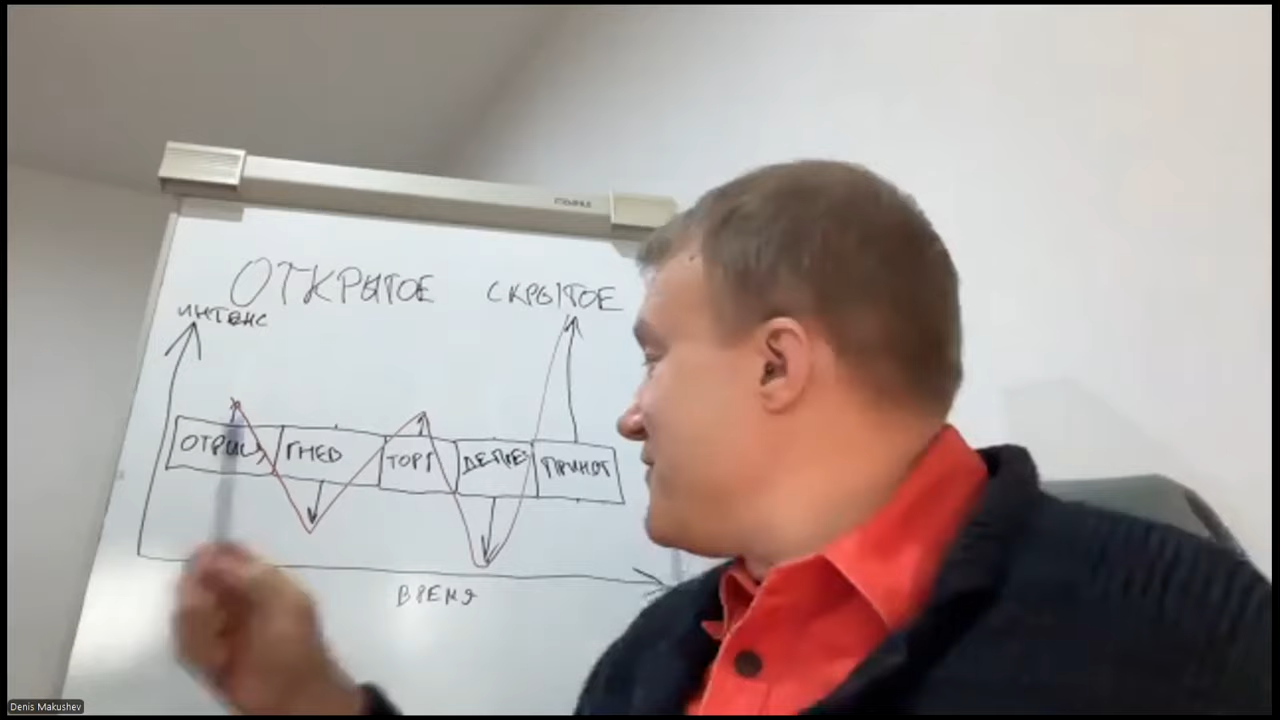 ОТКРЫТОЕ СКРЫТОЕ
ИНТЕНС
ГНЕВ ТОРГ ДЕПРЕС ПРИНЯТ
ВРЕМЯ
Denis Makushev